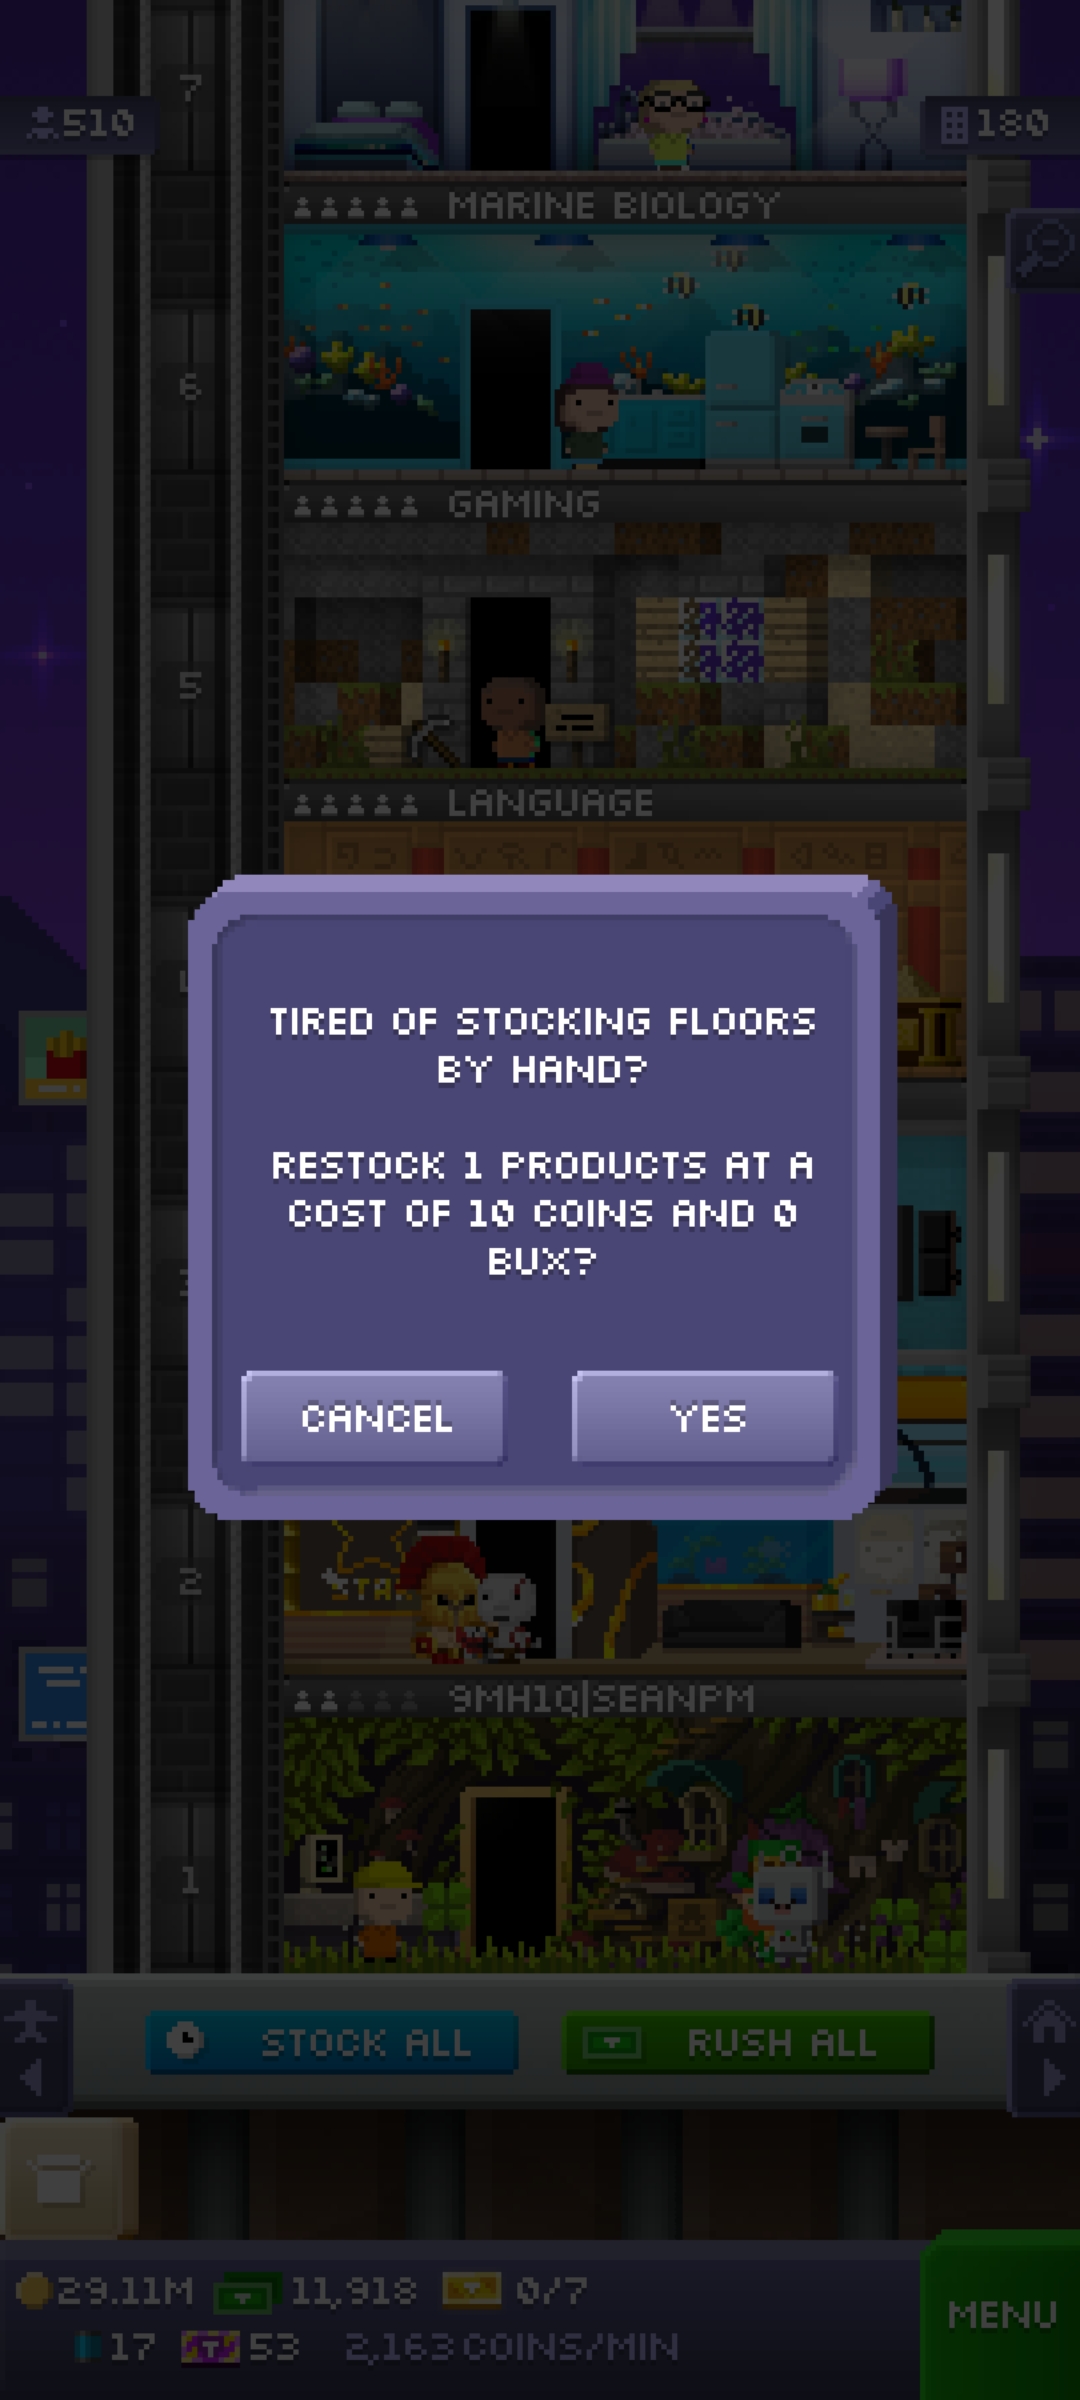 7
510
180
MARINE BIOLOGY
6
GAMING
5
LANGUAGE
TIRED OF STOCKING FLOORS
BY HAND?
RESTOCK 1 PRODUCTS AT A
COST OF 10 COINS AND 0
BUX?
CANCEL
YES
2
9MH1Q|SEANPM
1
STOCK ALL
RUSH ALL
29.11M
11,918
0/7
17
53
2,163 COINS/MIN
MENU